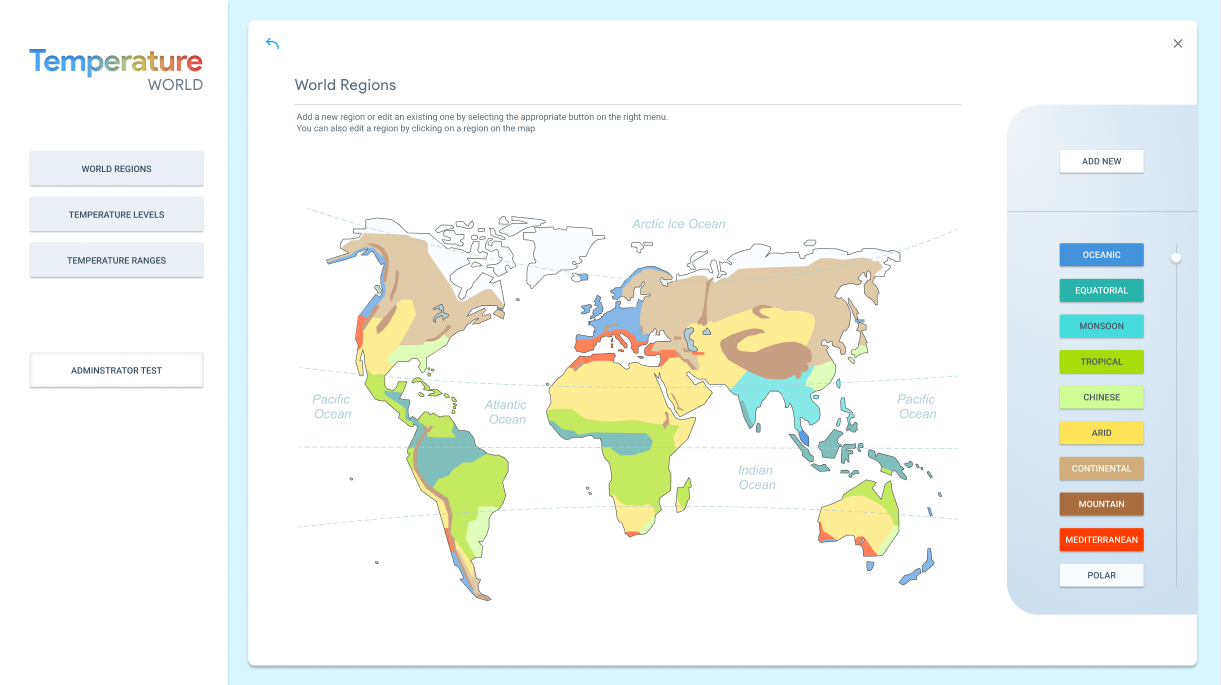 Temperature
WORLD
WORLD REGIONS
TEMPERATURE LEVELS
TEMPERATURE RANGES
ADMINSTRATOR TEST
World Regions
Add a new region or edit an existing one by selecting the appropriate button on the right menu.
You can also edit a region by clicking on a region on the map
Arctic Ice Ocean
Pacific
Ocean
Atlantic
Ocean
Pacific
Ocean
Indian
Ocean
ADD NEW
OCEANIC
EQUATORIAL
MONSOON
TROPICAL
CHINESE
ARID
CONTINENTAL
MOUNTAIN
MEDITERRANEAN
POLAR